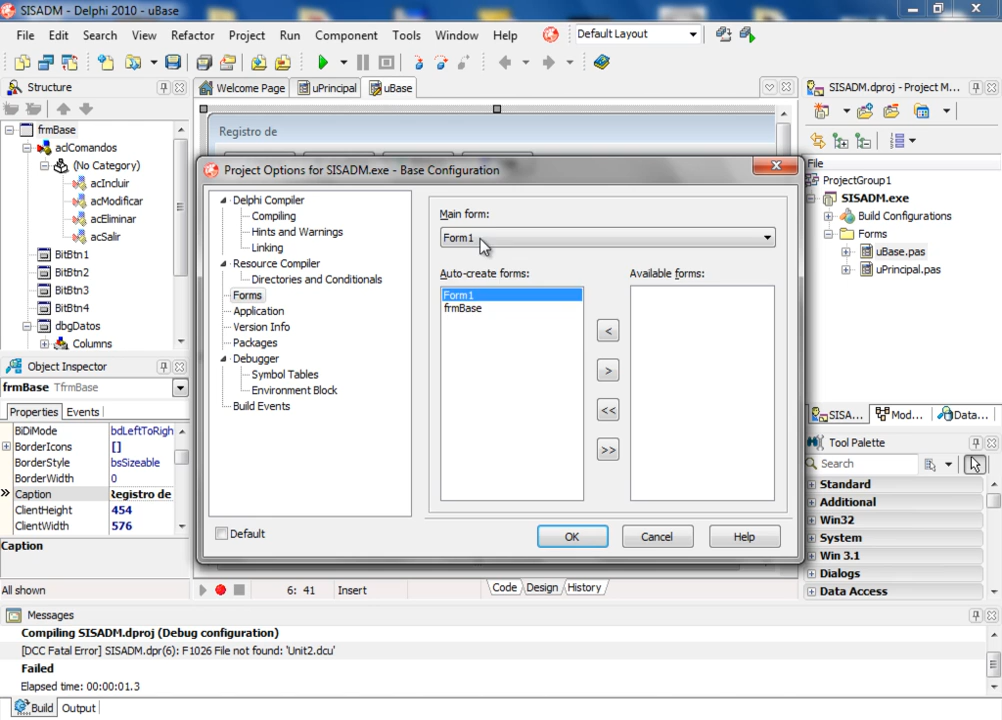 SISADM - Delphi 2010 - uBase
File Edit Search View Refactor Project Run Component Tools Window Help
Default Layout
Structure
Welcome Page uPrincipal uBase
SISADM.dproj - Project M...
frmBase
aclComandos
(No Category)
acIncluir
acModificar
acEliminar
acSalir
BitBtn1
BitBtn2
BitBtn3
BitBtn4
dbgDatos
Columns
Registro de
Project Options for SISADM.exe - Base Configuration
Delphi Compiler
Compiling
Hints and Warnings
Linking
Resource Compiler
Directories and Conditionals
Forms
Application
Version Info
Packages
Debugger
Symbol Tables
Environment Block
Build Events
Default
Main form:
Form1
Auto-create forms:
Available forms:
Form1
frmBase
<
>
<<
>>
OK Cancel Help
File
ProjectGroup1
SISADM.exe
Build Configurations
Forms
uBase.pas
uPrincipal.pas
SISA... Mod... Data...
Object Inspector
frmBase TfrmBase
Properties Events
BiDiMode bdLeftToRigh
BorderIcons []
BorderStyle bsSizeable
BorderWidth 0
Caption Registro de
ClientHeight 454
ClientWidth 576
Caption
All shown
Tool Palette
Search
Standard
Additional
Win32
System
Win 3.1
Dialogs
Data Access
6: 41 Insert
Code Design History
Messages
Compiling SISADM.dproj (Debug configuration)
[DCC Fatal Error] SISADM.dpr(6): F1026 File not found: 'Unit2.dcu'
Failed
Elapsed time: 00:00:01.3
Build Output